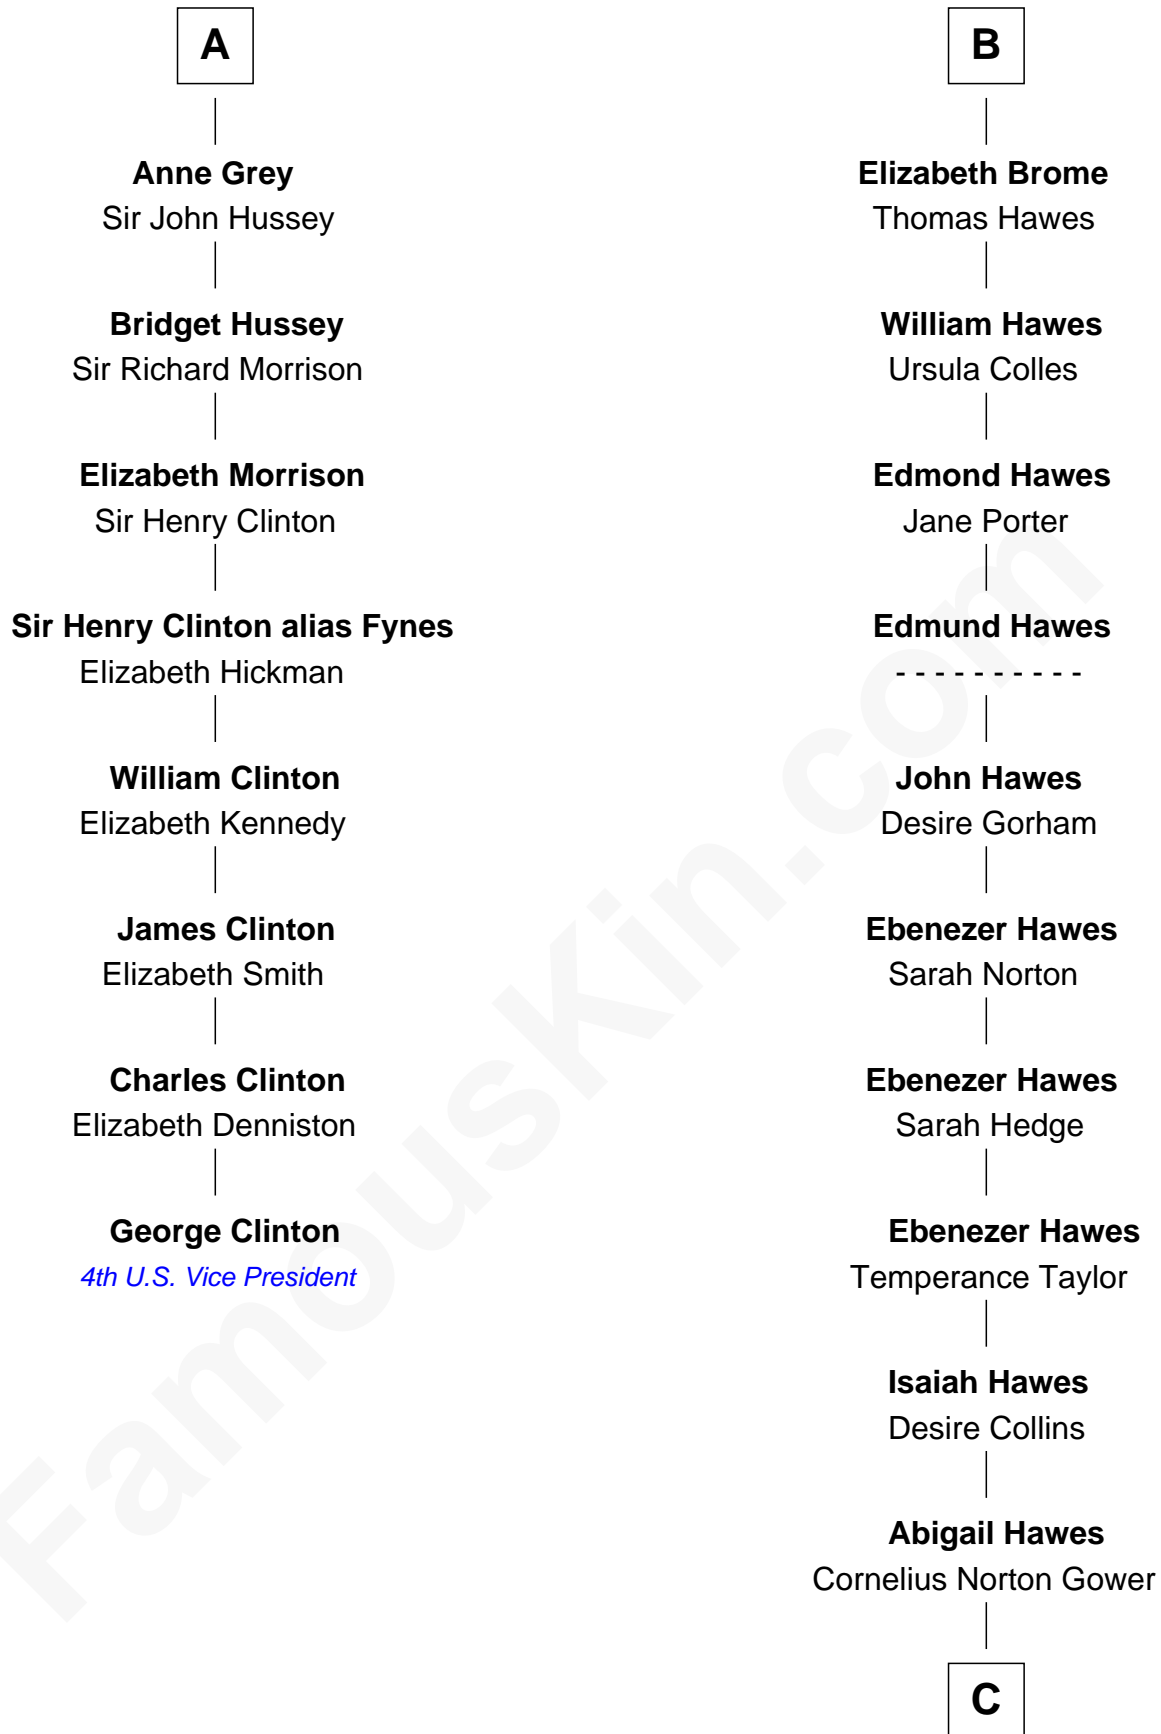 A
Anne Grey
Sir John Hussey
Bridget Hussey
Sir Richard Morrison
Elizabeth Morrison
Sir Henry Clinton
Sir Henry Clinton alias Fynes
Elizabeth Hickman
William Clinton
Elizabeth Kennedy
James Clinton
Elizabeth Smith
Charles Clinton
Elizabeth Denniston
George Clinton
4th U.S. Vice President
B
Elizabeth Brome
Thomas Hawes
William Hawes
Ursula Colles
Edmond Hawes
Jane Porter
Edmund Hawes
- - - - - - - - - -
John Hawes
Desire Gorham
Ebenezer Hawes
Sarah Norton
Ebenezer Hawes
Sarah Hedge
Ebenezer Hawes
Temperance Taylor
Isaiah Hawes
Desire Collins
Abigail Hawes
Cornelius Norton Gower
C
FamousKin.com